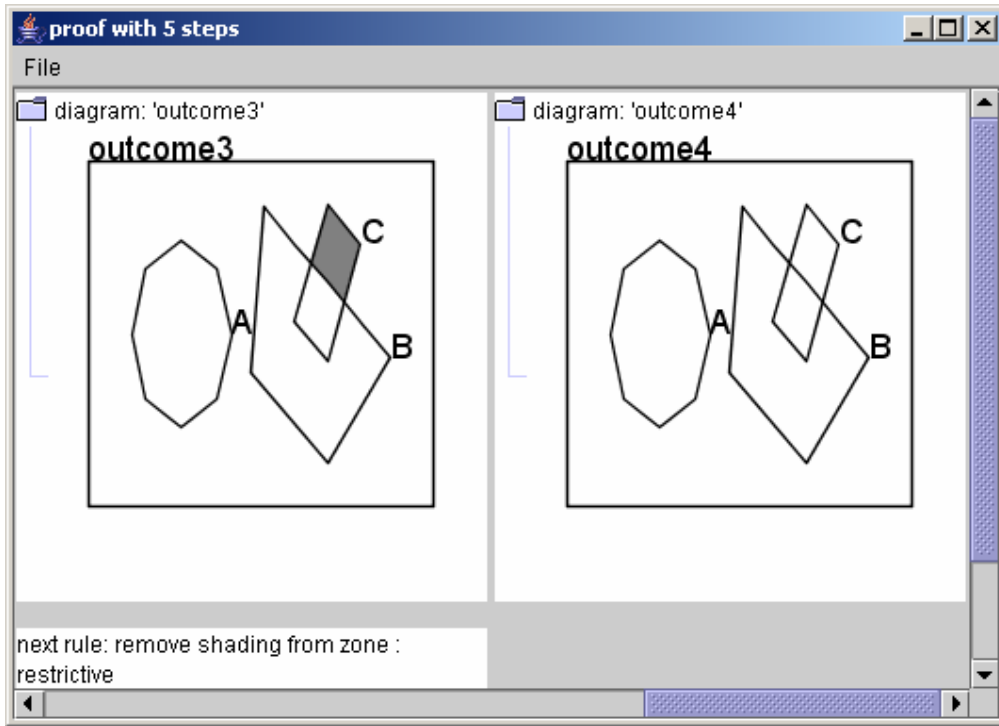 proof with 5 steps
File
diagram: 'outcome3'
outcome3
C
A
B
diagram: 'outcome4'
outcome4
C
A
B
next rule: remove shading from zone :
restrictive